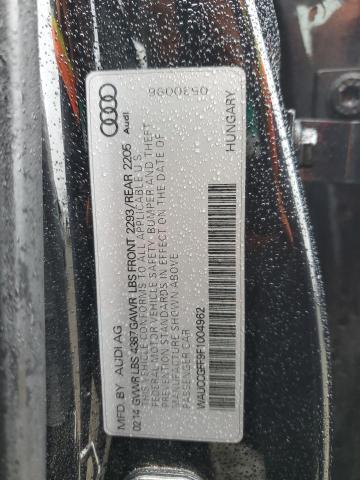 MFD. BY AUDI AG
02 14 GVWR LBS 4387 GAWR LBS FRONT 2293/REAR 2205
THIS VEHICLE CONFORMS TO ALL APPLICABLE U.S.
FEDERAL MOTOR VEHICLE SAFETY, BUMPER AND THEFT
PREVENTION STANDARDS IN EFFECT ON THE DATE OF
MANUFACTURE SHOWN ABOVE
PASSENGER CAR
WAUCCGFF9F1004962
HUNGARY
Audi